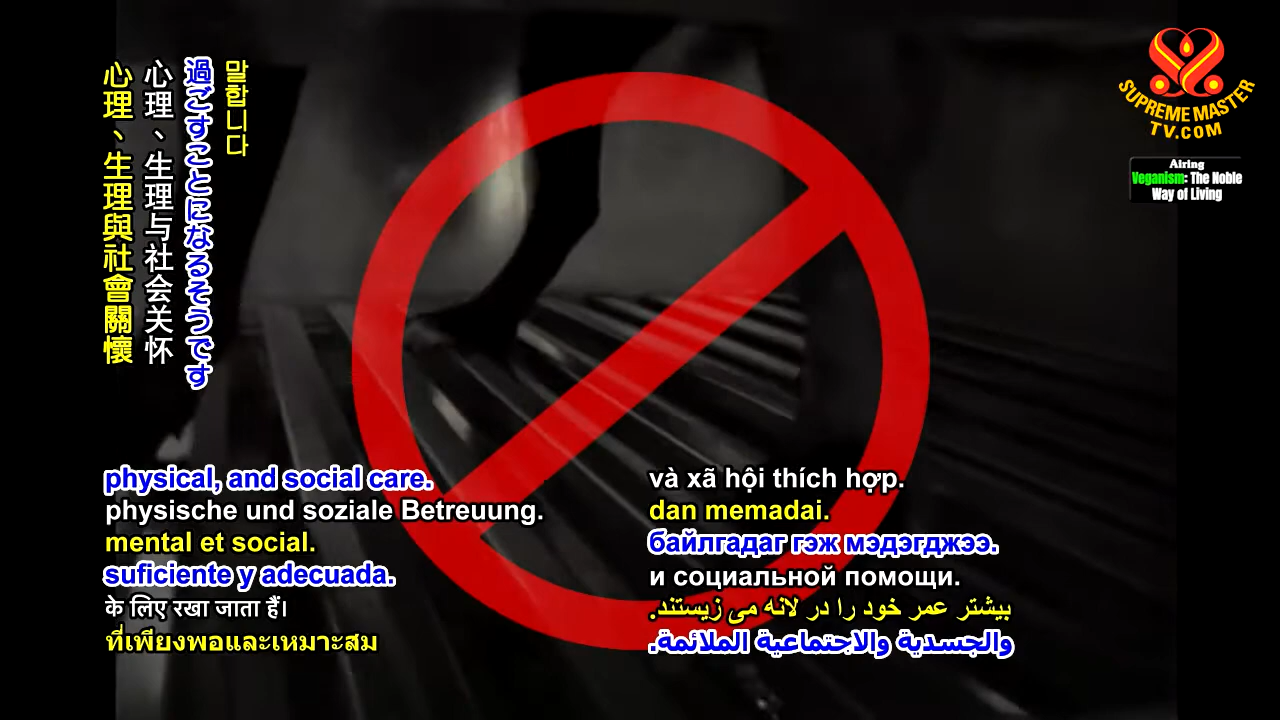 말합니다
過ごすことになるそうです
心理、生理与社会关怀
心理、生理與社會關懷
SUPREME MASTER
TV.COM
Airing
Veganism: The Noble
Way of Living
physical, and social care.
physische und soziale Betreuung.
mental et social.
suficiente y adecuada.
के लिए रखा जाता हैं।
ที่เพียงพอและเหมาะสม
và xã hội thích hợp.
dan memadai.
байлгадаг гэж мэдэгджээ.
и социальной помощи.
بیشتر عمر خود را در لانه می زیستند.
والجسدية والاجتماعية الملائمة.